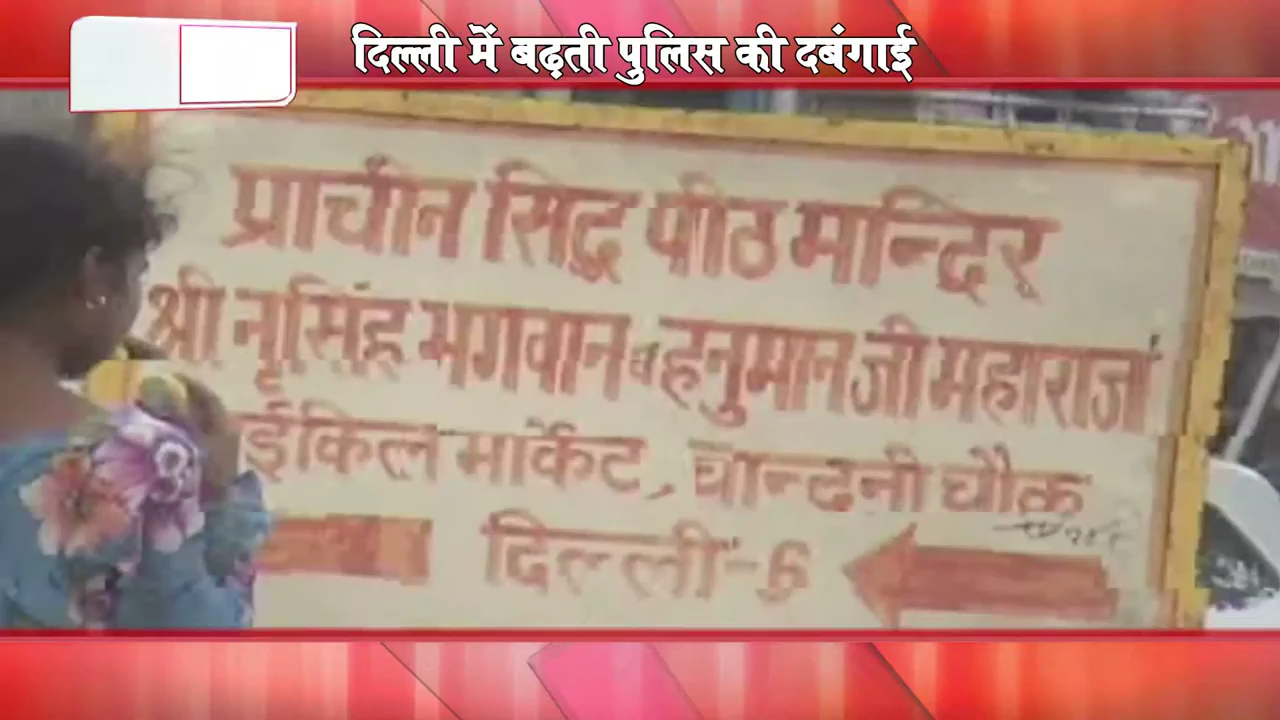 दिल्ली में बढ़ती पुलिस की दबंगाई
प्राचीन सिद्ध पीठ मन्दिर
श्री नृसिंह भगवान व हनुमान जी महाराज
ईकिल मार्केट, चान्दनी चौक
दिल्ली-6